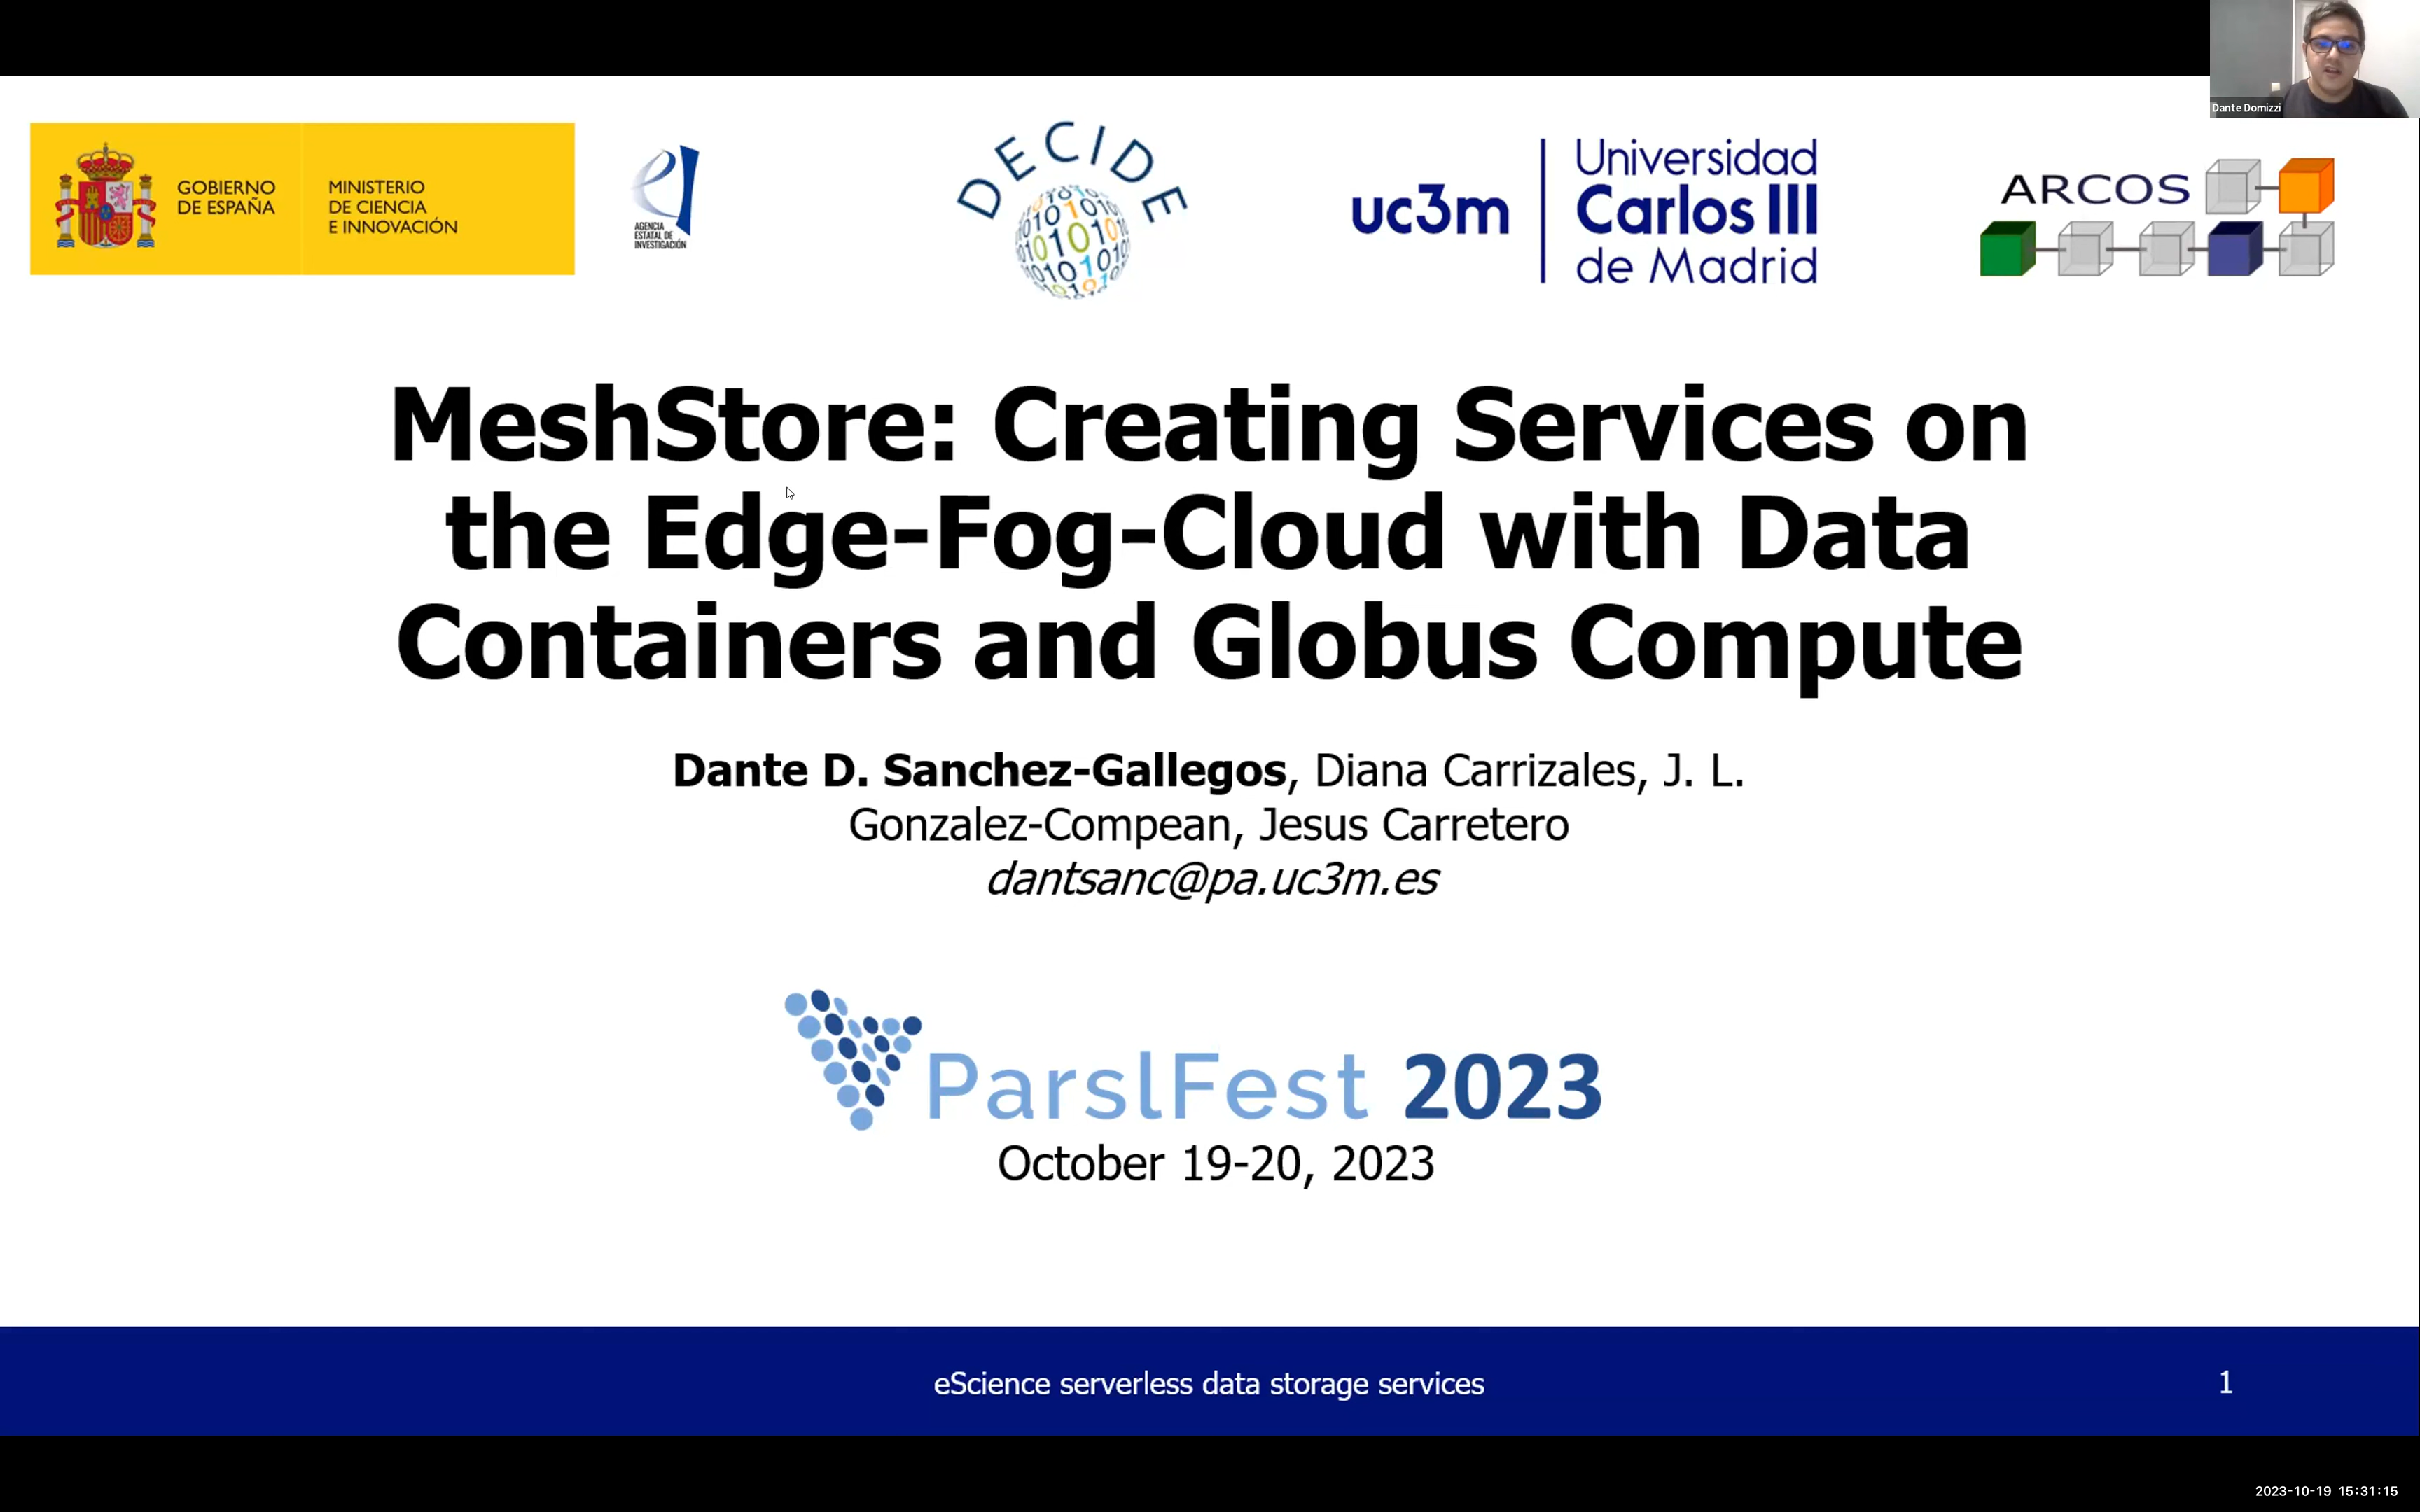 Dante Domizzi
GOBIERNO
DE ESPAÑA
MINISTERIO
DE CIENCIA
E INNOVACIÓN
AGENCIA
ESTATAL DE
INVESTIGACIÓN
DECIDE
uc3m
Universidad
Carlos III
de Madrid
ARCOS
MeshStore: Creating Services on
the Edge-Fog-Cloud with Data
Containers and Globus Compute
Dante D. Sanchez-Gallegos, Diana Carrizales, J. L.
Gonzalez-Compean, Jesus Carretero
dantsanc@pa.uc3m.es
ParslFest 2023
October 19-20, 2023
eScience serverless data storage services
1
2023-10-19 15:31:15